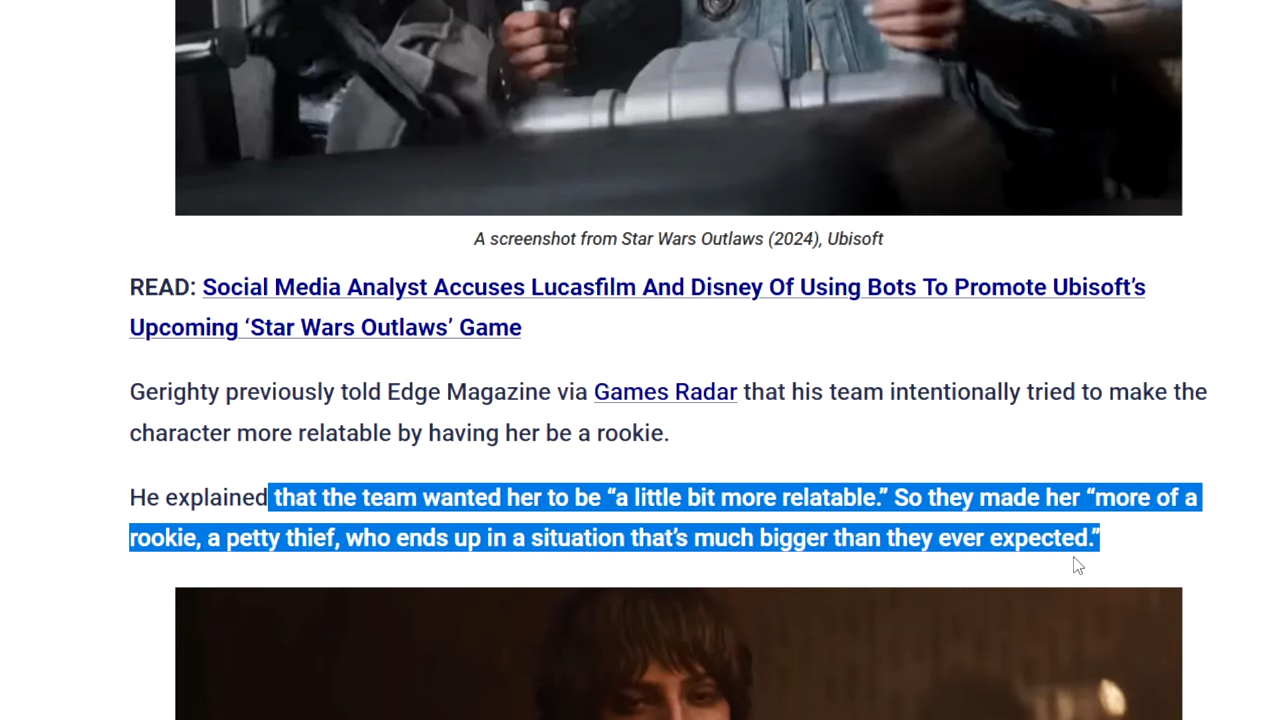 A screenshot from Star Wars Outlaws (2024), Ubisoft
READ: Social Media Analyst Accuses Lucasfilm And Disney Of Using Bots To Promote Ubisoft’s
Upcoming ‘Star Wars Outlaws’ Game
Gerighty previously told Edge Magazine via Games Radar that his team intentionally tried to make the
character more relatable by having her be a rookie.
He explained that the team wanted her to be “a little bit more relatable.” So they made her “more of a
rookie, a petty thief, who ends up in a situation that’s much bigger than they ever expected.”